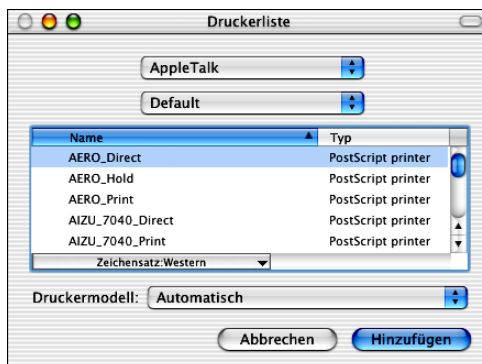 Druckerliste
AppleTalk
Default
Name Typ
AERO_Direct PostScript printer
AERO_Hold PostScript printer
AERO_Print PostScript printer
AIZU_7040_Direct PostScript printer
AIZU_7040_Print PostScript printer
Zeichensatz:Western
Druckermodell: Automatisch
Abbrechen Hinzufügen